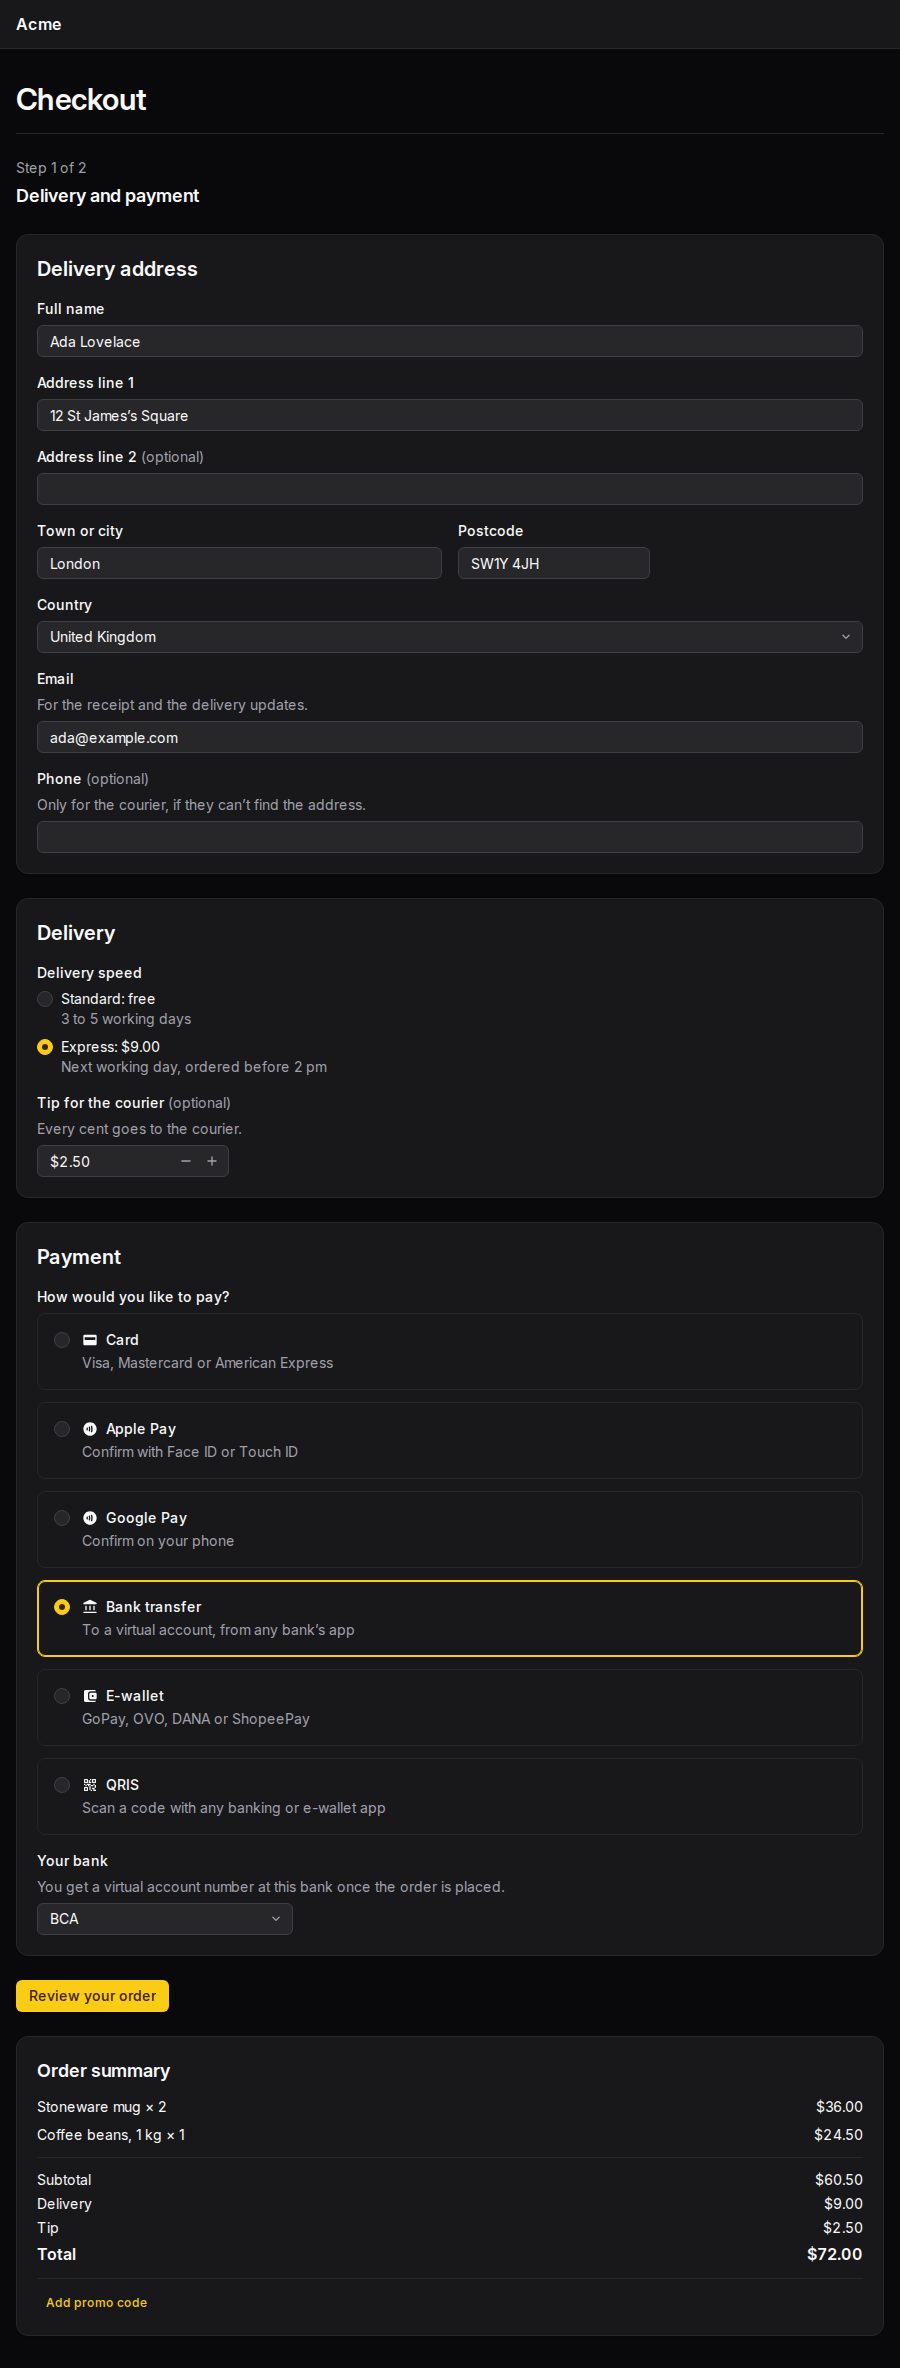 Acme
Checkout
Step 1 of 2
Delivery and payment
Delivery address
Full name
Ada Lovelace
Address line 1
12 St James’s Square
Address line 2 (optional)
Town or city
Postcode
London
SW1Y 4JH
Country
United Kingdom
Email
For the receipt and the delivery updates.
ada@example.com
Phone (optional)
Only for the courier, if they can’t find the address.
Delivery
Delivery speed
Standard: free
3 to 5 working days
Express: $9.00
Next working day, ordered before 2 pm
Tip for the courier (optional)
Every cent goes to the courier.
$2.50
Payment
How would you like to pay?
Card
Visa, Mastercard or American Express
Apple Pay
Confirm with Face ID or Touch ID
Google Pay
Confirm on your phone
Bank transfer
To a virtual account, from any bank’s app
E-wallet
GoPay, OVO, DANA or ShopeePay
QRIS
Scan a code with any banking or e-wallet app
Your bank
You get a virtual account number at this bank once the order is placed.
BCA
Review your order
Order summary
Stoneware mug × 2 $36.00
Coffee beans, 1 kg × 1 $24.50
Subtotal $60.50
Delivery $9.00
Tip $2.50
Total $72.00
Add promo code